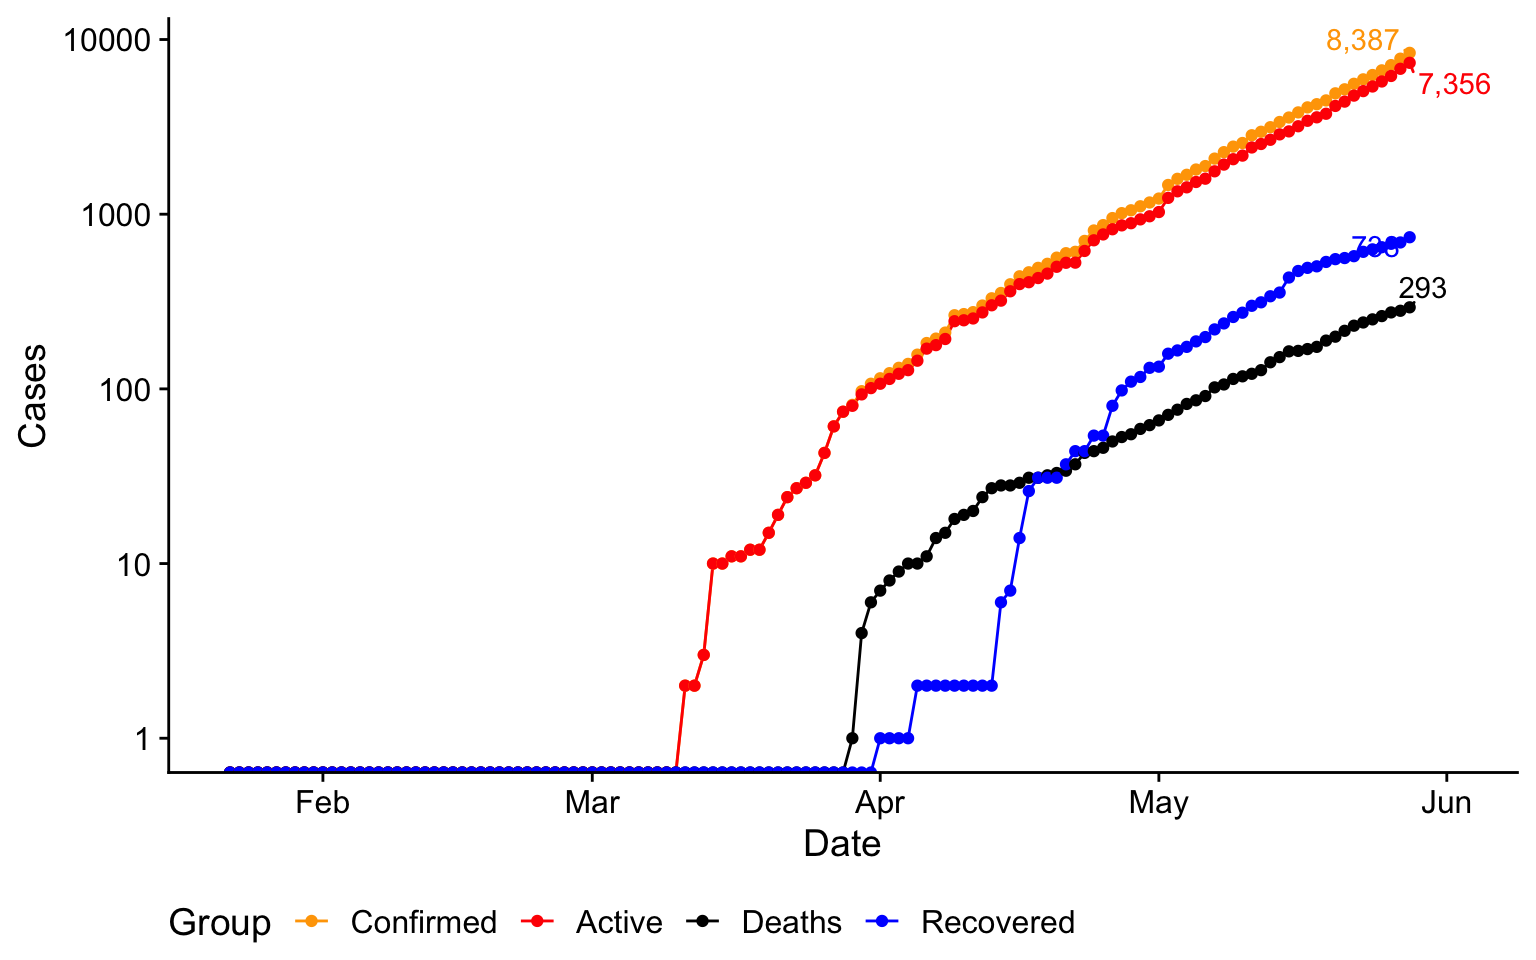 10000
1000
100
10
1
Cases
8,387
7,356
738
293
Feb Mar Apr May Jun
Date
Group Confirmed Active Deaths Recovered